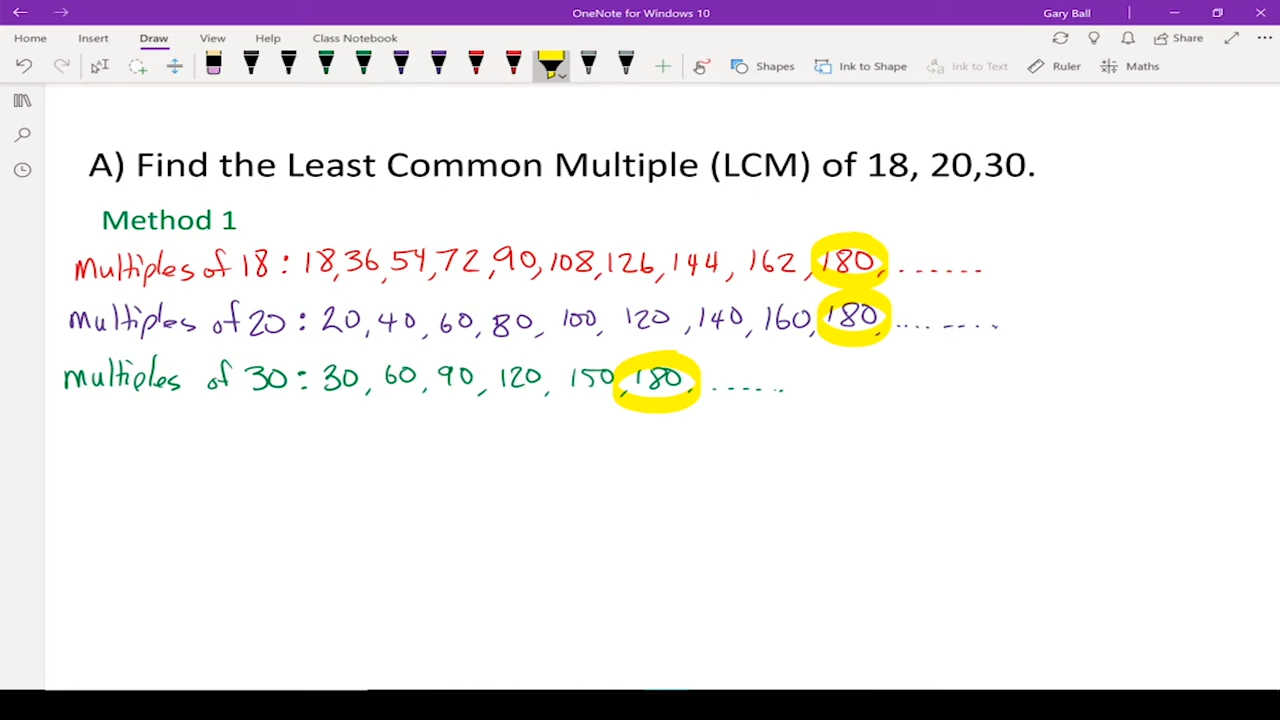 OneNote for Windows 10
Gary Ball
Home Insert Draw View Help Class Notebook Share
Shapes Ink to Shape Ink to Text Ruler Maths
A) Find the Least Common Multiple (LCM) of 18, 20,30.
Method 1
Multiples of 18 : 18,36,54,72,90,108,126,144,162,180,.......
multiples of 20 : 20,40,60,80,100,120,140,160,180,........
multiples of 30 : 30,60,90,120,150,180,.......